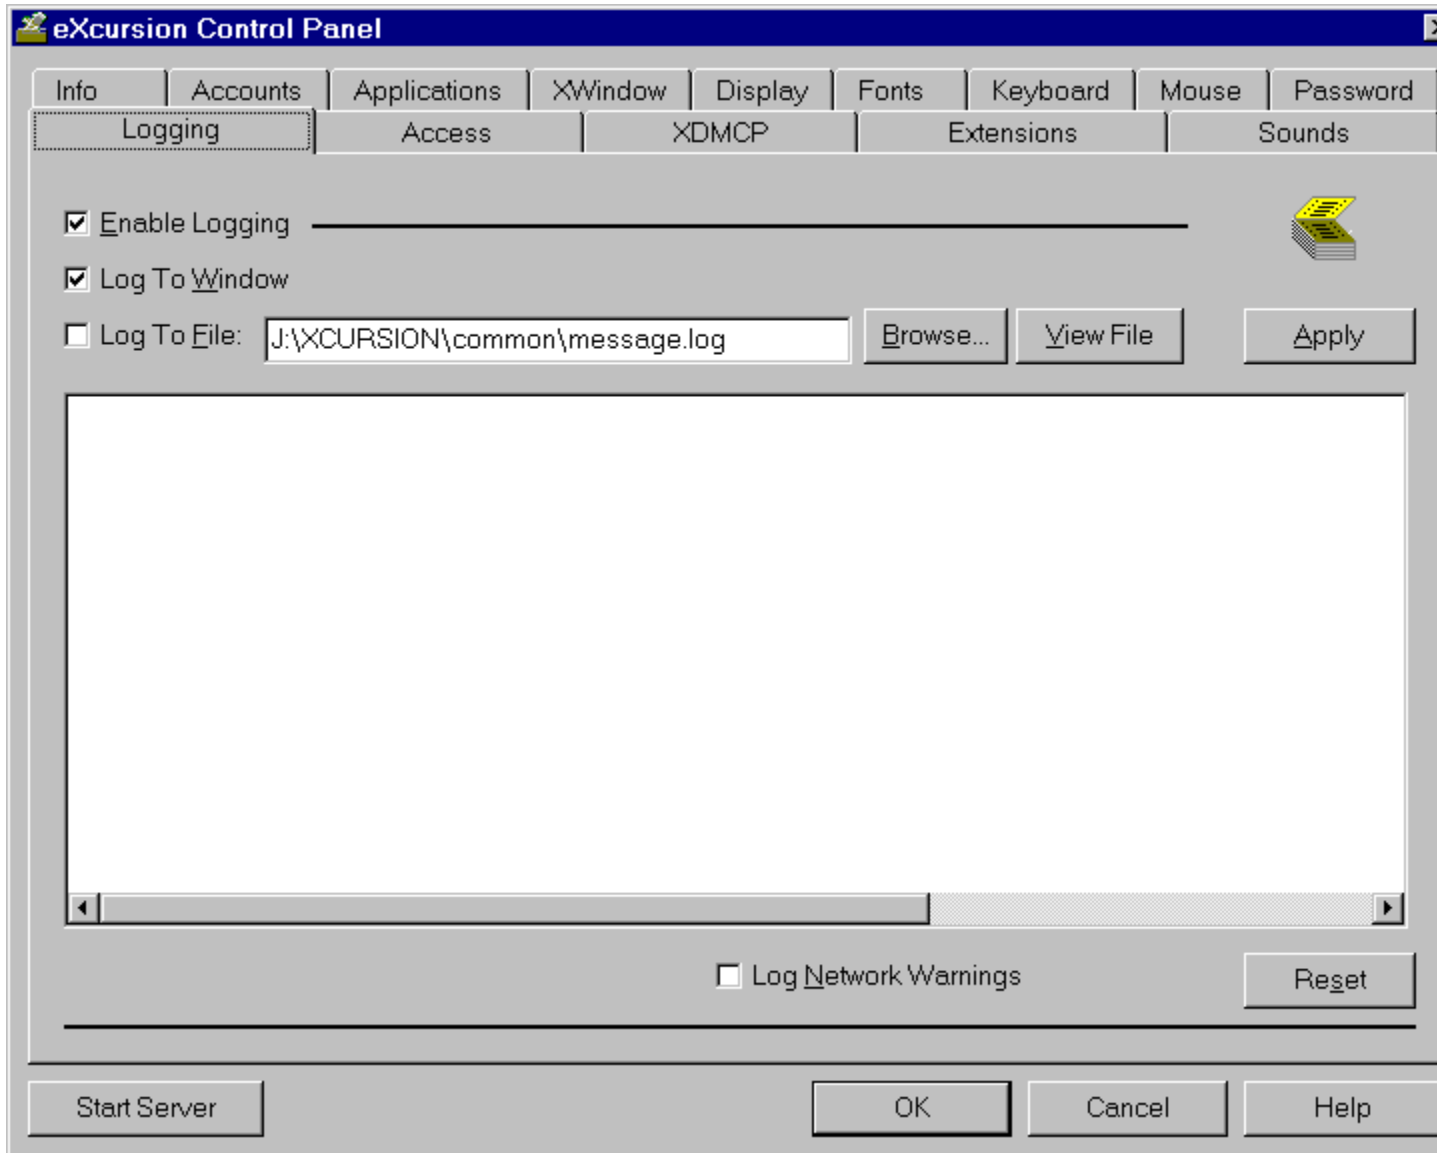 eXcursion Control Panel
Info Accounts Applications XWindow Display Fonts Keyboard Mouse Password
Logging Access XDMCP Extensions Sounds
Enable Logging
Log To Window
Log To File: J:\XCURSION\common\message.log Browse... View File Apply
Log Network Warnings Reset
Start Server OK Cancel Help